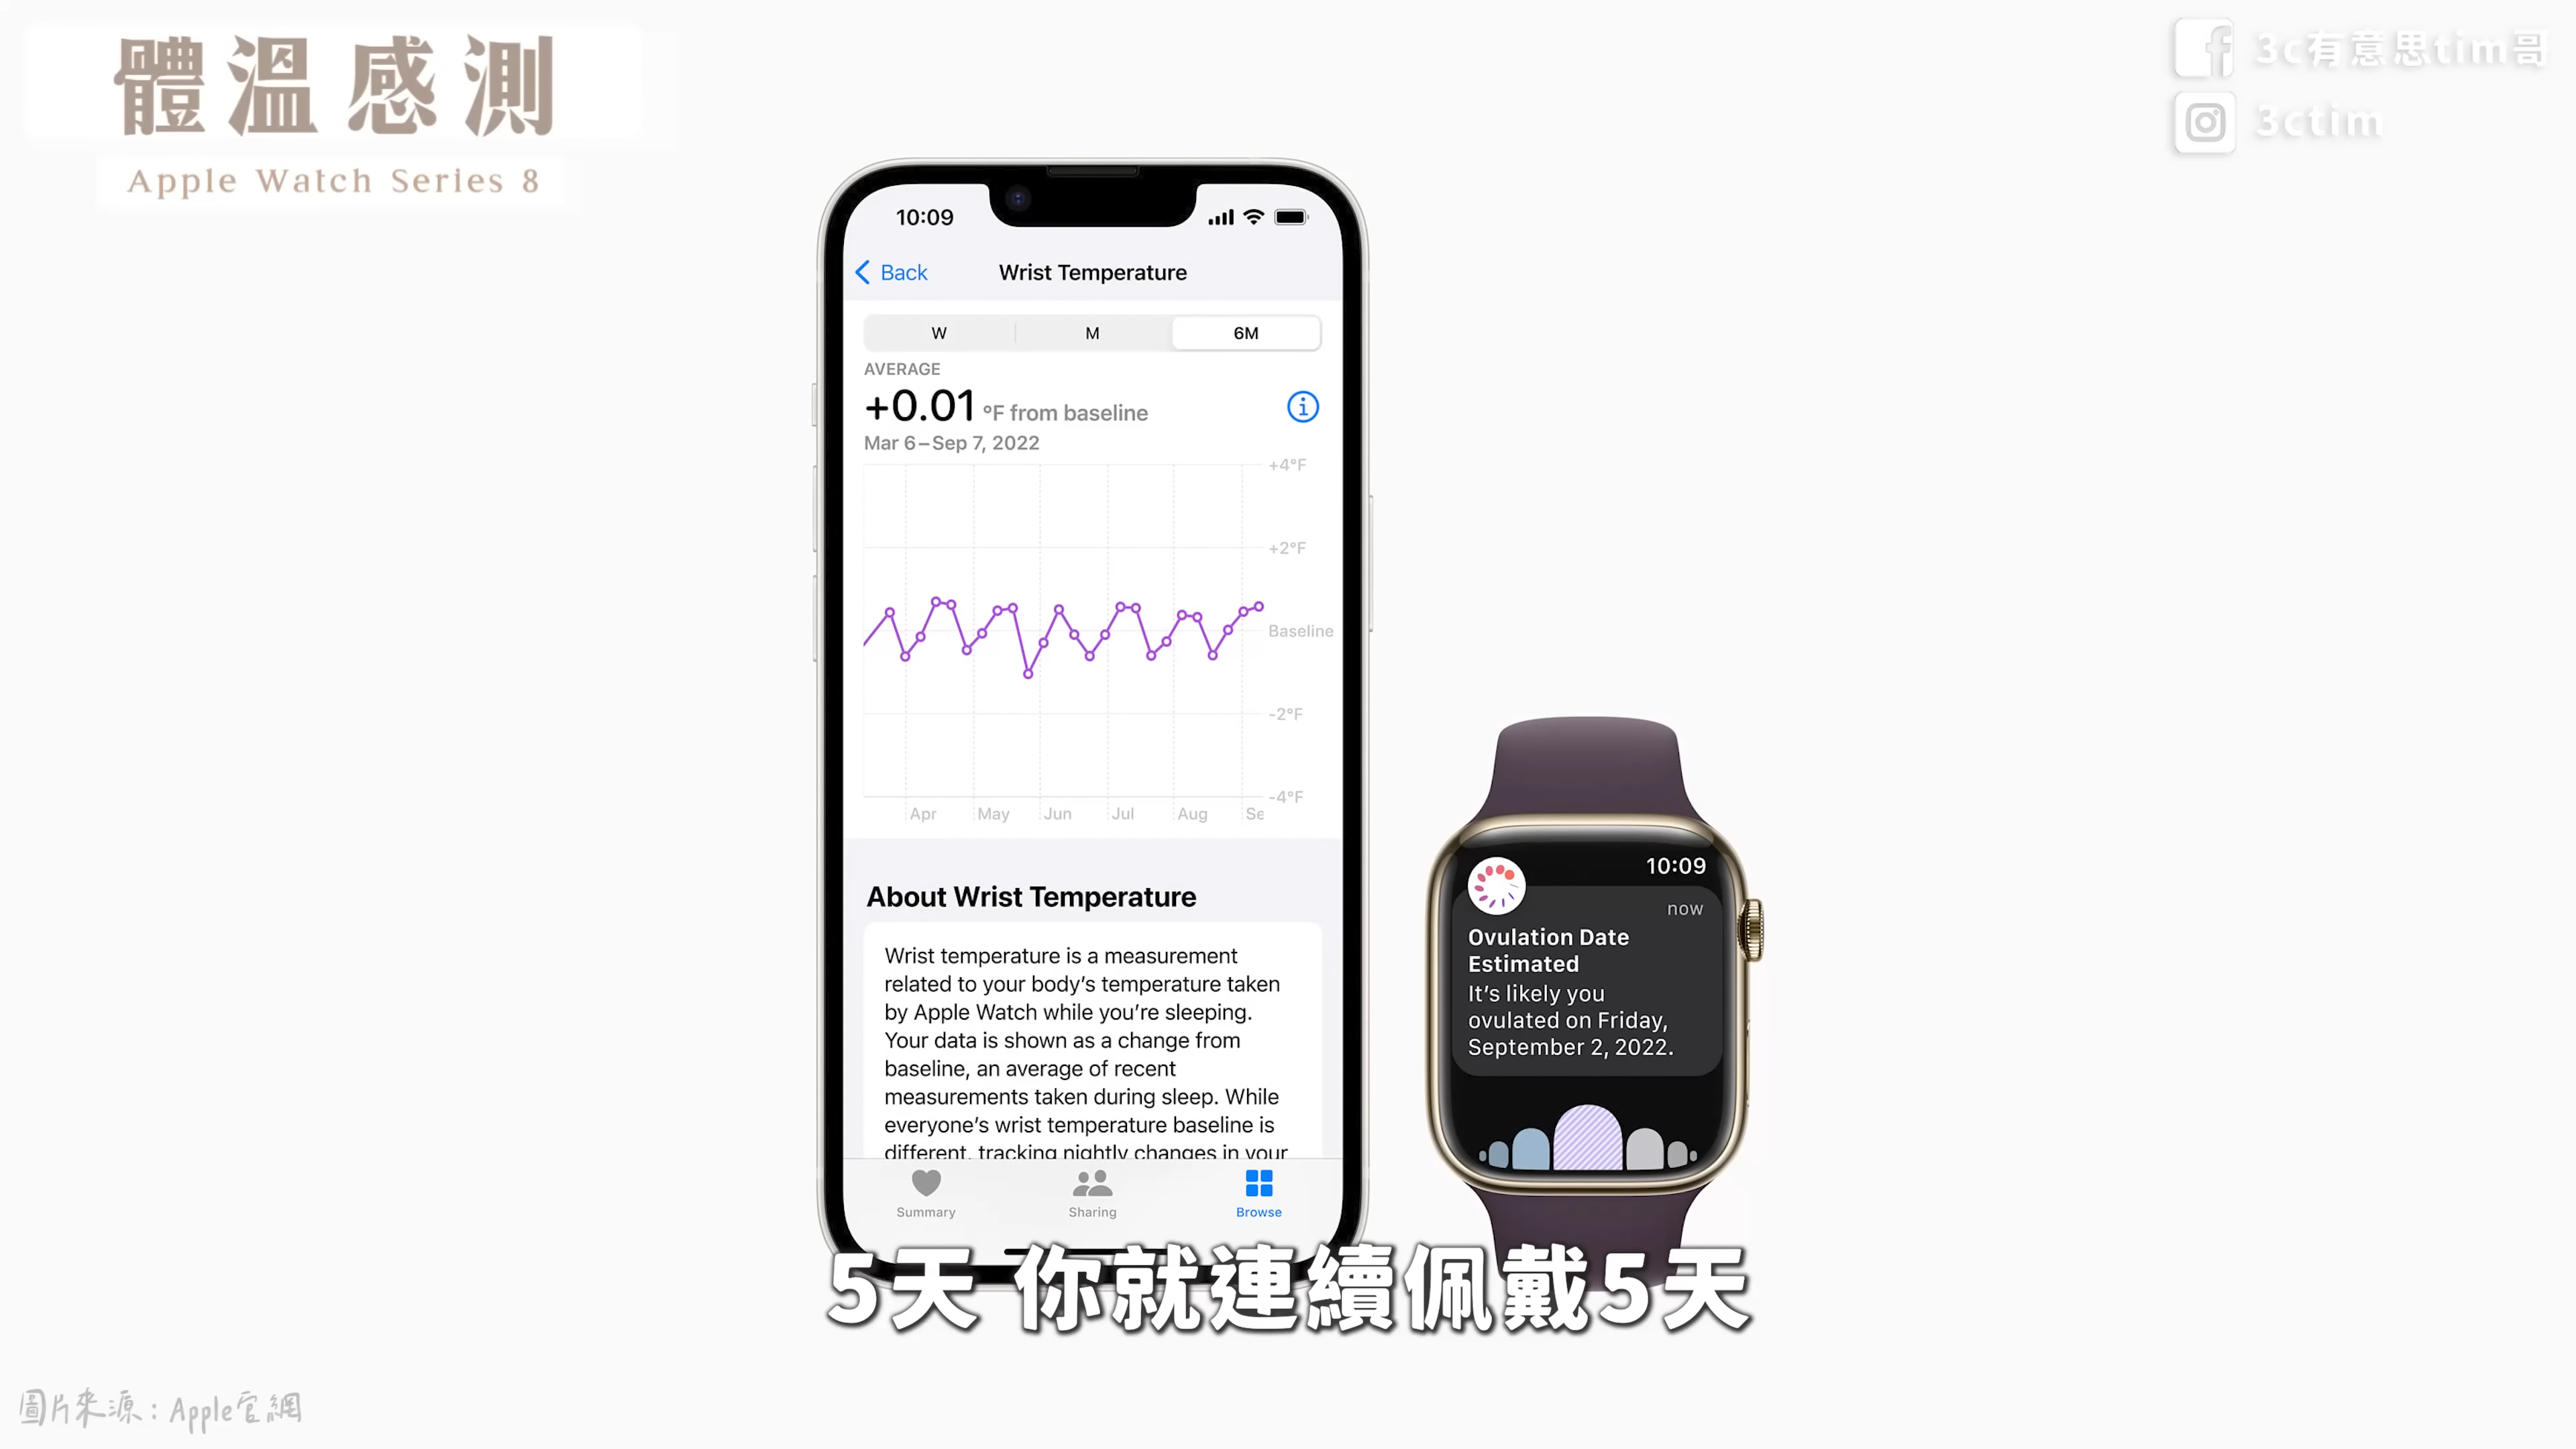 體溫感測
Apple Watch Series 8
3c有意思tim哥
3ctim
10:09
Back
Wrist Temperature
W
M
6M
AVERAGE
+0.01 °F from baseline
Mar 6–Sep 7, 2022
+4°F
+2°F
Baseline
-2°F
-4°F
Apr
May
Jun
Jul
Aug
Se
About Wrist Temperature
Wrist temperature is a measurement
related to your body's temperature taken
by Apple Watch while you're sleeping.
Your data is shown as a change from
baseline, an average of recent
measurements taken during sleep. While
everyone's wrist temperature baseline is
different, tracking nightly changes in your
Summary
Sharing
Browse
10:09
now
Ovulation Date
Estimated
It's likely you
ovulated on Friday,
September 2, 2022.
5天 你就連續佩戴5天
圖片來源：Apple官網